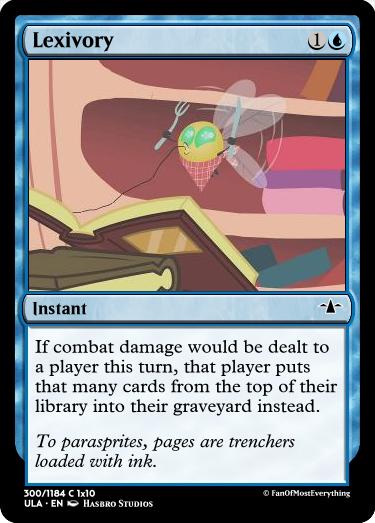 Lexivory 1
Instant
If combat damage would be dealt to
a player this turn, that player puts
that many cards from the top of their
library into their graveyard instead.
To parasprites, pages are trenchers
loaded with ink.
300/1184 C 1x10
ULA • EN Hasbro Studios © FanOfMostEverything